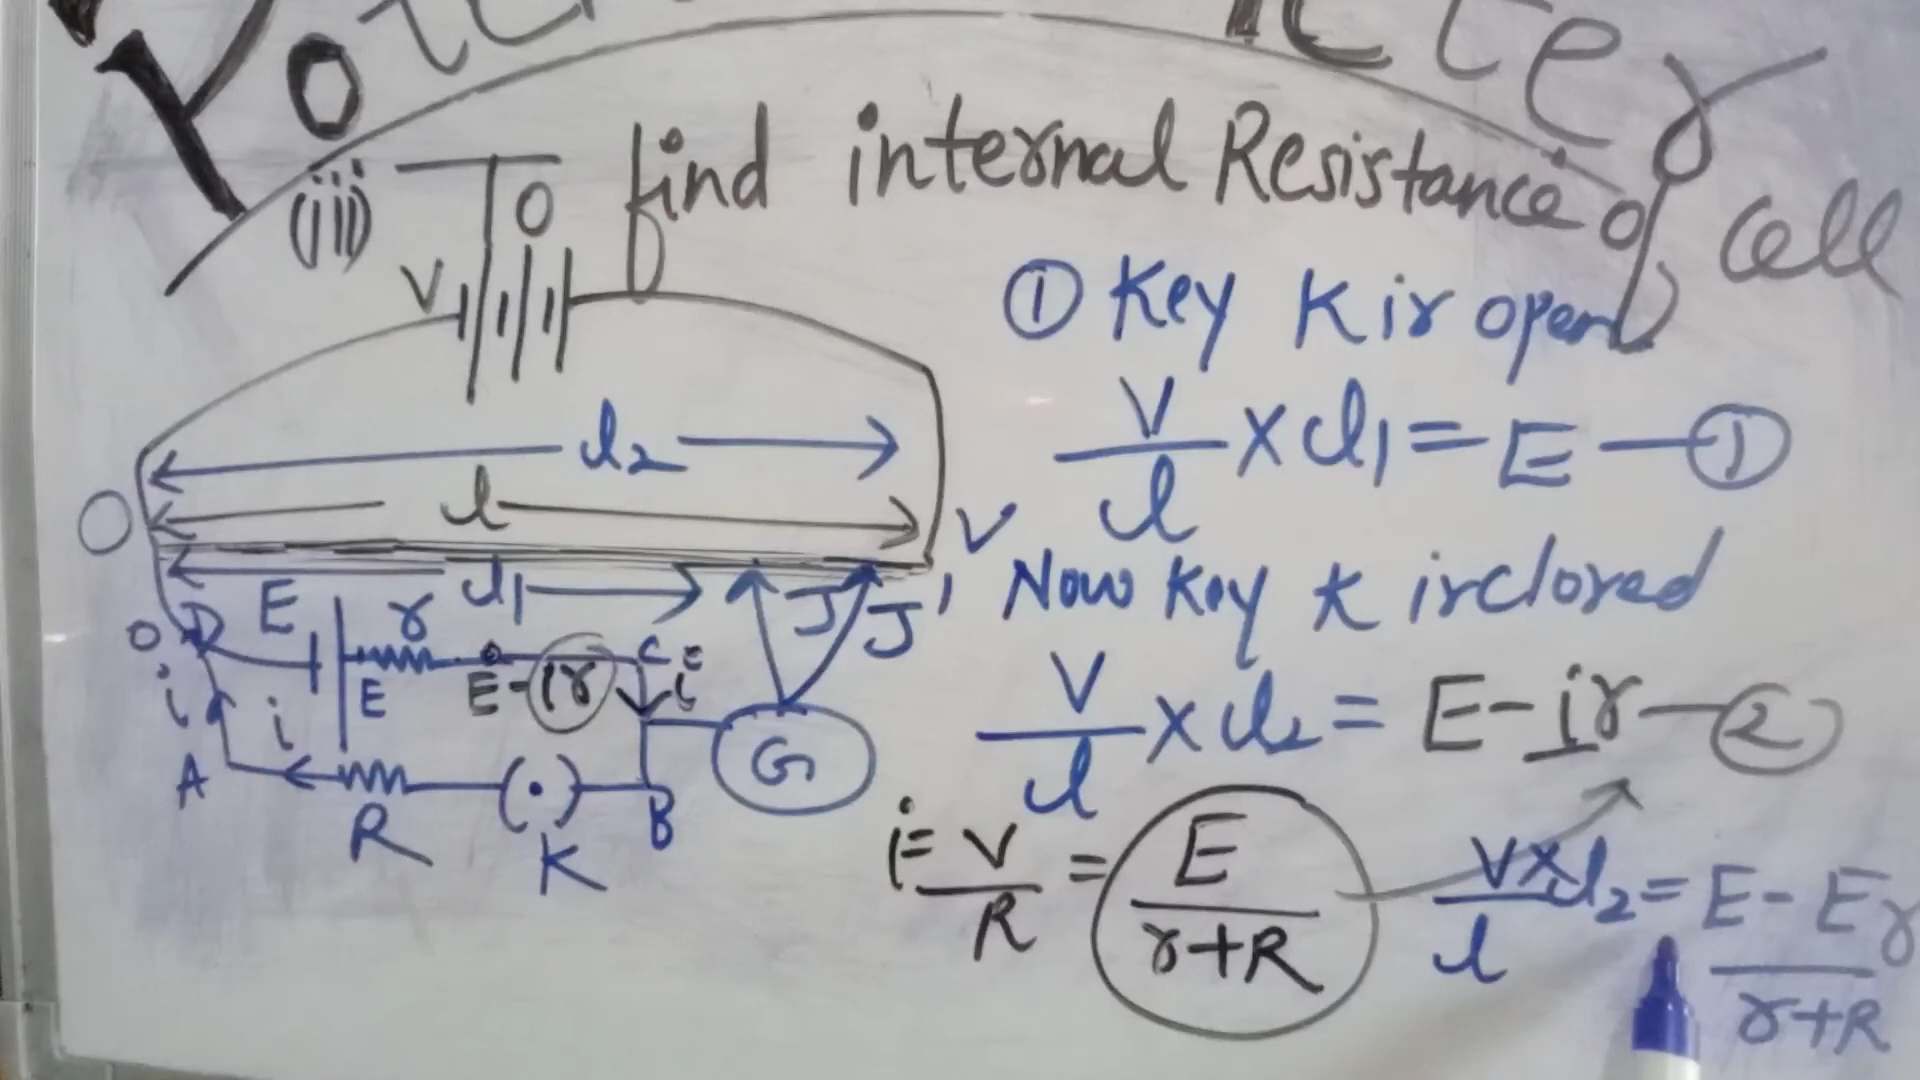 (iii) To find internal Resistance of cell
① Key K is open
V/l × l₁ = E — ①
Now Key K is closed
V/l × l₂ = E - ir — ②
i = V/R = E/(r+R)
V × l₂/l = E - Er/(r+R)
V
l₂
l
O
V
l₁
E
r
J
J'
O
D
E
E - ir
C
E
i
i
i
A
R
K
B
G